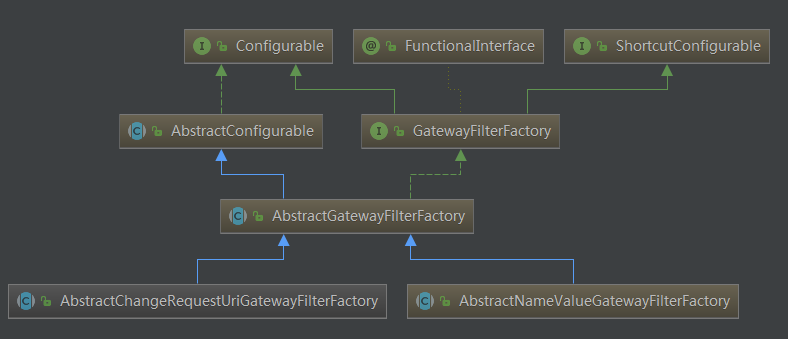 I Configurable
@ FunctionalInterface
I ShortcutConfigurable
C AbstractConfigurable
I GatewayFilterFactory
C AbstractGatewayFilterFactory
C AbstractChangeRequestUriGatewayFilterFactory
C AbstractNameValueGatewayFilterFactory